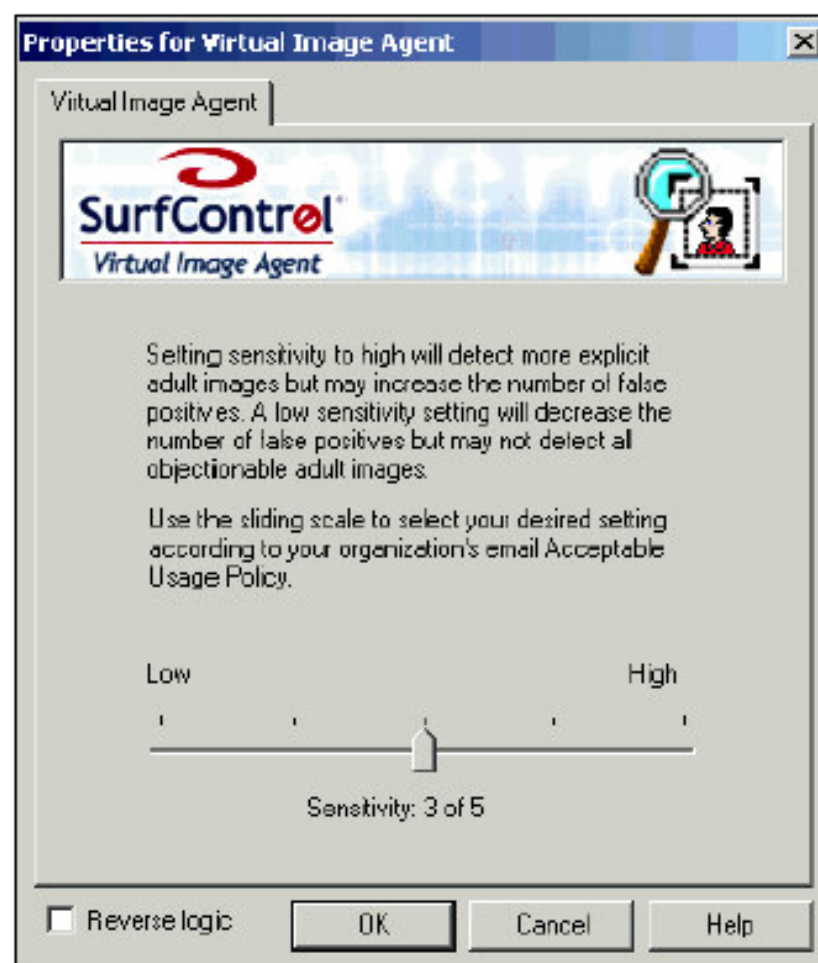 Properties for Virtual Image Agent
Virtual Image Agent
SurfControl
Virtual Image Agent
Setting sensitivity to high will detect more explicit
adult images but may increase the number of false
positives. A low sensitivity setting will decrease the
number of false positives but may not detect all
objectionable adult images.
Use the sliding scale to select your desired setting
according to your organization's email Acceptable
Usage Policy.
Low High
Sensitivity: 3 of 5
Reverse logic OK Cancel Help